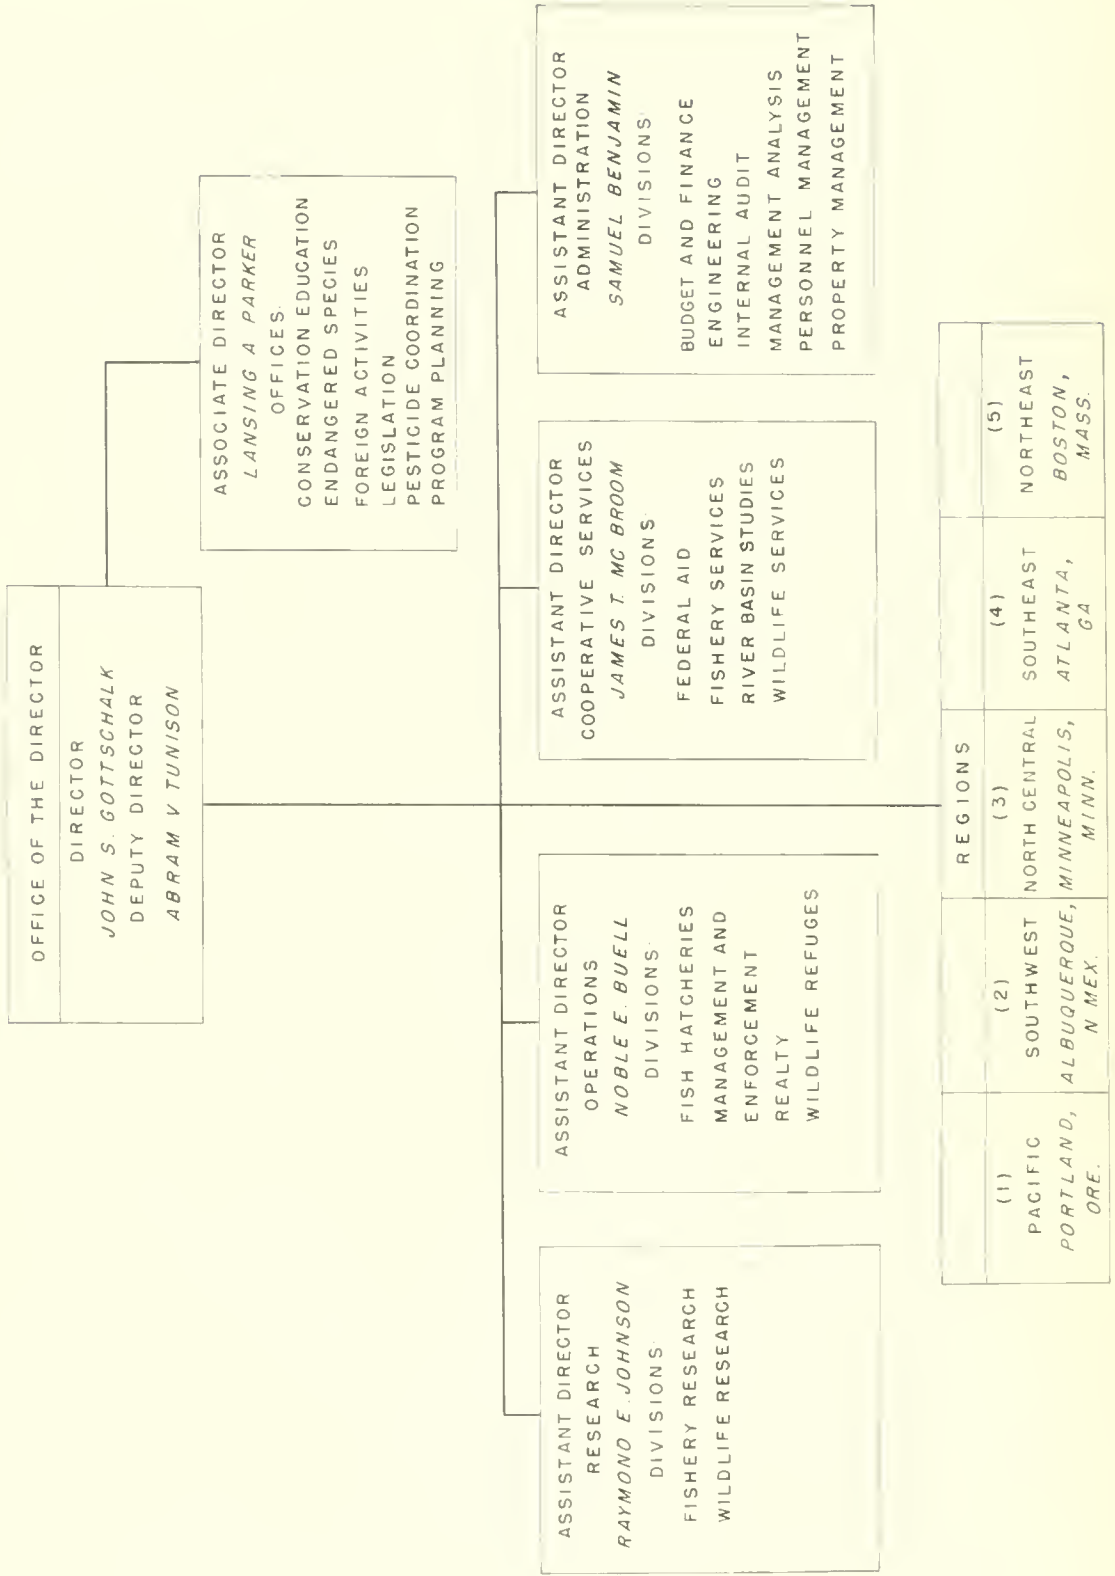 OFFICE OF THE DIRECTOR
DIRECTOR
JOHN S. GOTTSCHALK
DEPUTY DIRECTOR
ABRAM V TUNISON
ASSOCIATE DIRECTOR
LANSING A PARKER
OFFICES:
CONSERVATION EDUCATION
ENDANGERED SPECIES
FOREIGN ACTIVITIES
LEGISLATION
PESTICIDE COORDINATION
PROGRAM PLANNING
ASSISTANT DIRECTOR
RESEARCH
RAYMOND E. JOHNSON
DIVISIONS:
FISHERY RESEARCH
WILDLIFE RESEARCH
ASSISTANT DIRECTOR
OPERATIONS
NOBLE E. BUELL
DIVISIONS:
FISH HATCHERIES
MANAGEMENT AND
ENFORCEMENT
REALTY
WILDLIFE REFUGES
ASSISTANT DIRECTOR
COOPERATIVE SERVICES
JAMES T. MC BROOM
DIVISIONS:
FEDERAL AID
FISHERY SERVICES
RIVER BASIN STUDIES
WILDLIFE SERVICES
ASSISTANT DIRECTOR
ADMINISTRATION
SAMUEL BENJAMIN
DIVISIONS:
BUDGET AND FINANCE
ENGINEERING
INTERNAL AUDIT
MANAGEMENT ANALYSIS
PERSONNEL MANAGEMENT
PROPERTY MANAGEMENT
REGIONS
(1)
PACIFIC
PORTLAND,
ORE.
(2)
SOUTHWEST
ALBUQUERQUE,
N MEX.
(3)
NORTH CENTRAL
MINNEAPOLIS,
MINN.
(4)
SOUTHEAST
ATLANTA,
GA
(5)
NORTHEAST
BOSTON,
MASS.